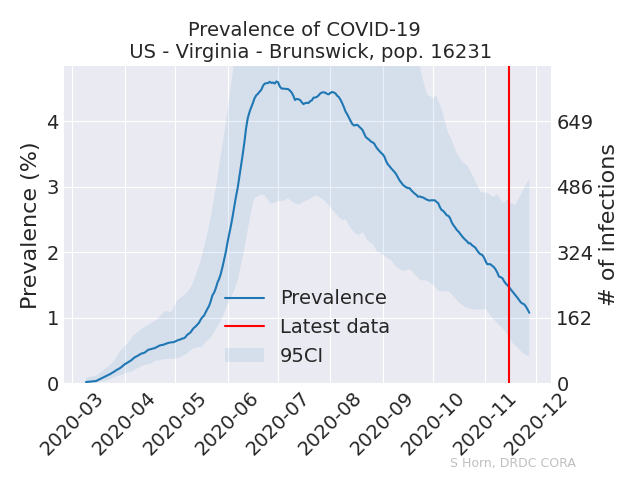 Prevalence of COVID-19
US - Virginia - Brunswick, pop. 16231
Prevalence (%)
4
3
2
1
0
649
486
324
162
0
# of infections
Prevalence
Latest data
95CI
2020-03
2020-04
2020-05
2020-06
2020-07
2020-08
2020-09
2020-10
2020-11
2020-12
S Horn, DRDC CORA